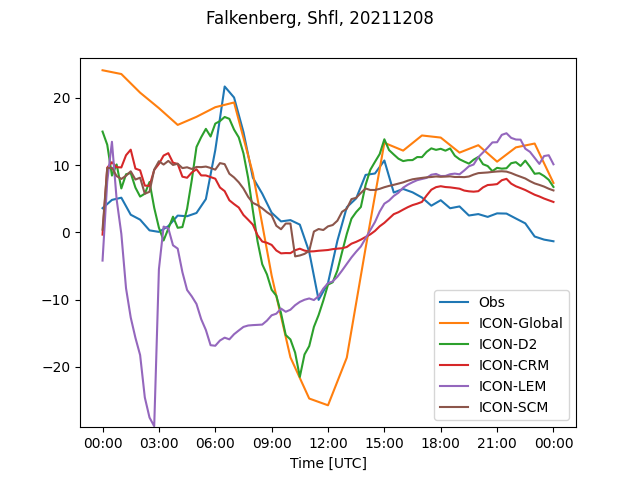 Falkenberg, Shfl, 20211208
20
10
0
−10
−20
00:00 03:00 06:00 09:00 12:00 15:00 18:00 21:00 00:00
Time [UTC]
Obs
ICON-Global
ICON-D2
ICON-CRM
ICON-LEM
ICON-SCM